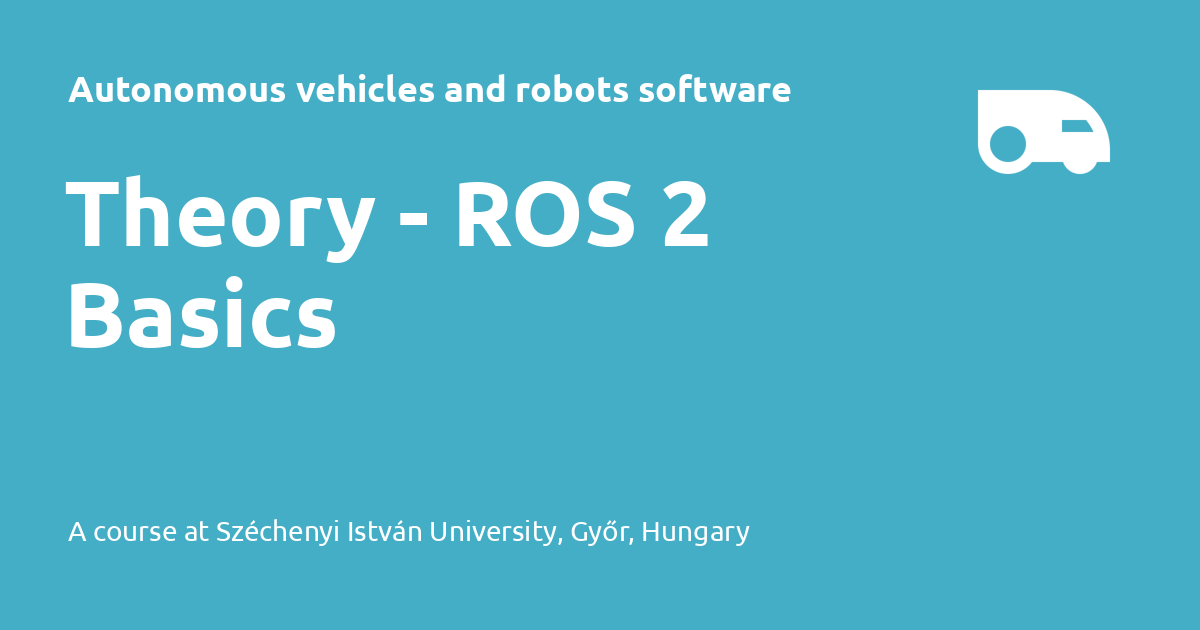 Autonomous vehicles and robots software
Theory - ROS 2
Basics
A course at Széchenyi István University, Győr, Hungary